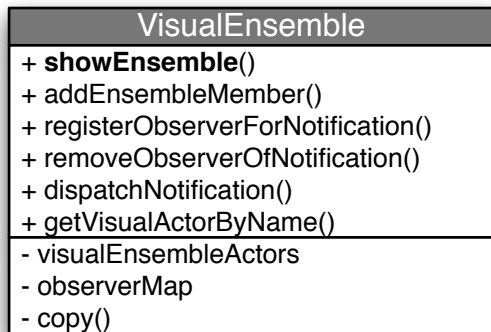 VisualEnsemble
+ showEnsemble()
+ addEnsembleMember()
+ registerObserverForNotification()
+ removeObserverOfNotification()
+ dispatchNotification()
+ getVisualActorByName()
- visualEnsembleActors
- observerMap
- copy()